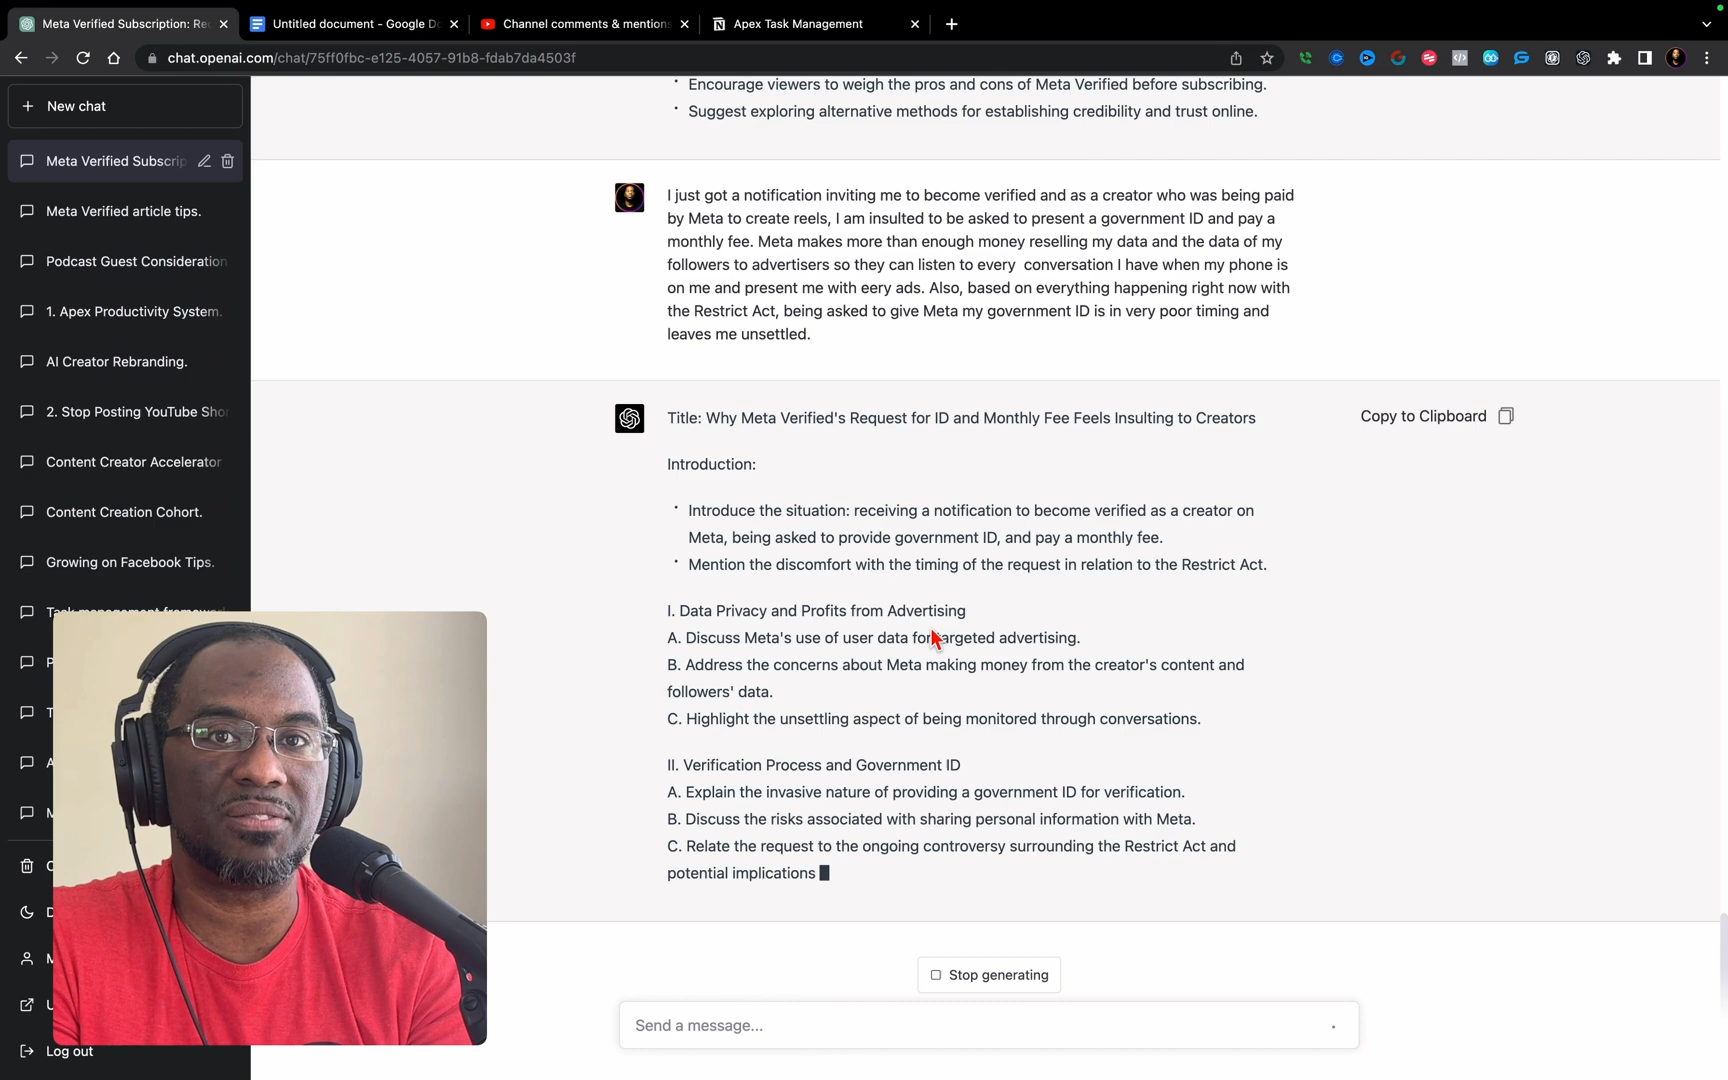 Meta Verified Subscription: Re
Untitled document - Google Do
Channel comments & mentions
Apex Task Management
chat.openai.com/chat/75ff0fbc-e125-4057-91b8-fdab7da4503f
New chat
Meta Verified Subscrip
Meta Verified article tips.
Podcast Guest Consideration
1. Apex Productivity System.
AI Creator Rebranding.
2. Stop Posting YouTube Sho
Content Creator Accelerator
Content Creation Cohort.
Growing on Facebook Tips.
Log out
Encourage viewers to weigh the pros and cons of Meta Verified before subscribing.
Suggest exploring alternative methods for establishing credibility and trust online.
I just got a notification inviting me to become verified and as a creator who was being paid
by Meta to create reels, I am insulted to be asked to present a government ID and pay a
monthly fee. Meta makes more than enough money reselling my data and the data of my
followers to advertisers so they can listen to every conversation I have when my phone is
on me and present me with eery ads. Also, based on everything happening right now with
the Restrict Act, being asked to give Meta my government ID is in very poor timing and
leaves me unsettled.
Title: Why Meta Verified's Request for ID and Monthly Fee Feels Insulting to Creators
Copy to Clipboard
Introduction:
Introduce the situation: receiving a notification to become verified as a creator on
Meta, being asked to provide government ID, and pay a monthly fee.
Mention the discomfort with the timing of the request in relation to the Restrict Act.
I. Data Privacy and Profits from Advertising
A. Discuss Meta's use of user data for targeted advertising.
B. Address the concerns about Meta making money from the creator's content and
followers' data.
C. Highlight the unsettling aspect of being monitored through conversations.
II. Verification Process and Government ID
A. Explain the invasive nature of providing a government ID for verification.
B. Discuss the risks associated with sharing personal information with Meta.
C. Relate the request to the ongoing controversy surrounding the Restrict Act and
potential implications
Stop generating
Send a message...